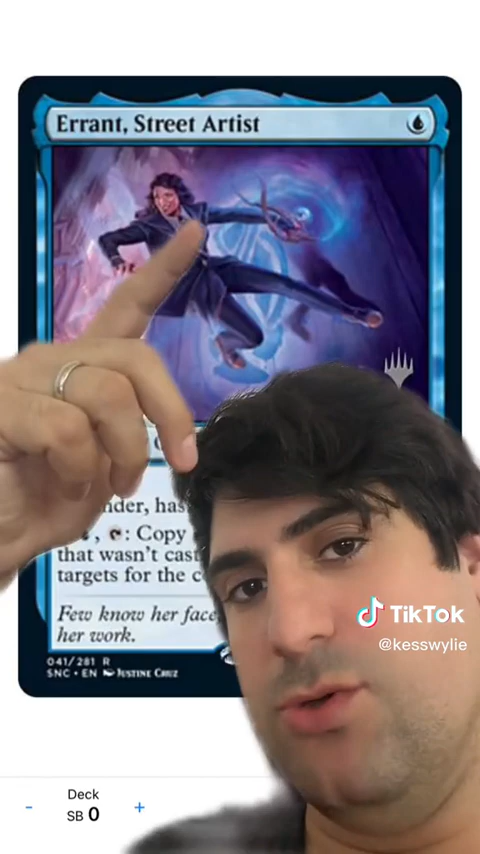 Errant, Street Artist
nder, has
, : Copy
that wasn't cast
targets for the c
Few know her face,
her work.
041/281 R
SNC • EN Justine Cruz
TikTok
@kesswylie
Deck
- SB 0 +